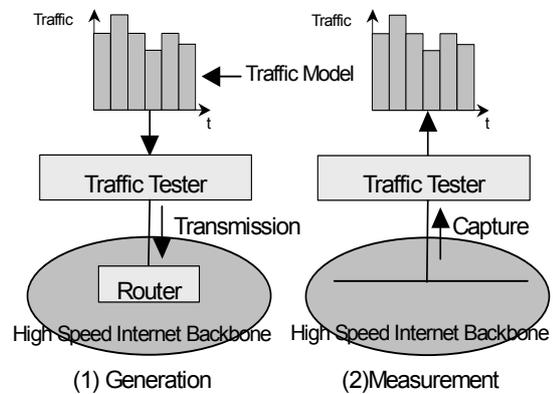 Traffic
Traffic Model
t
Traffic Tester
Transmission
Router
High Speed Internet Backbone
(1) Generation
Traffic
t
Traffic Tester
Capture
High Speed Internet Backbone
(2)Measurement